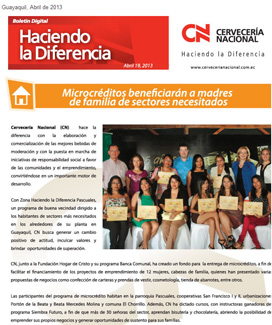 Guayaquil, Abril de 2013
Boletín Digital
Haciendo
la Diferencia
Abril 19, 2013
CN CERVECERÍA
NACIONAL
Haciendo la Diferencia
www.cervecerianacional.com.ec
Microcréditos beneficiarán a madres
de familia de sectores necesitados
Cervecería Nacional (CN) hace la
diferencia con la elaboración y
comercialización de las mejores bebidas de
moderación y con la puesta en marcha de
iniciativas de responsabilidad social a favor
de las comunidades y el emprendimiento,
convirtiéndose en un importante motor de
desarrollo.
Con Zona Haciendo la Diferencia Pascuales,
un programa de buena vecindad dirigido a
los habitantes de sectores más necesitados
en los alrededores de su planta en
Guayaquil, CN busca generar un cambio
positivo de actitud, inculcar valores y
brindar oportunidades de superación.
CN, junto a la Fundación Hogar de Cristo y su programa Banca Comunal, ha creado un fondo para la entrega de microcréditos, a fin de
facilitar el financiamiento de los proyectos de emprendimiento de 12 mujeres, cabezas de familia, quienes han presentado varias
propuestas de negocios como confección de carteras y prendas de vestir, cosmetología, tienda de abarrotes, entre otros.
Las participantes del programa de microcrédito habitan en la parroquia Pascuales, cooperativas San Francisco I y II, urbanizaciones
Portón de la Beata y Beata Mercedes Molina y comuna El Chorrillo. Además, CN ha dictado cursos, con instructoras ganadoras del
programa Siembra Futuro, a fin de que más de 80 señoras del sector, aprendan bisutería y chocolatería, abriendo la posibilidad de
emprender sus propios negocios y generar oportunidades de sustento para sus familias.